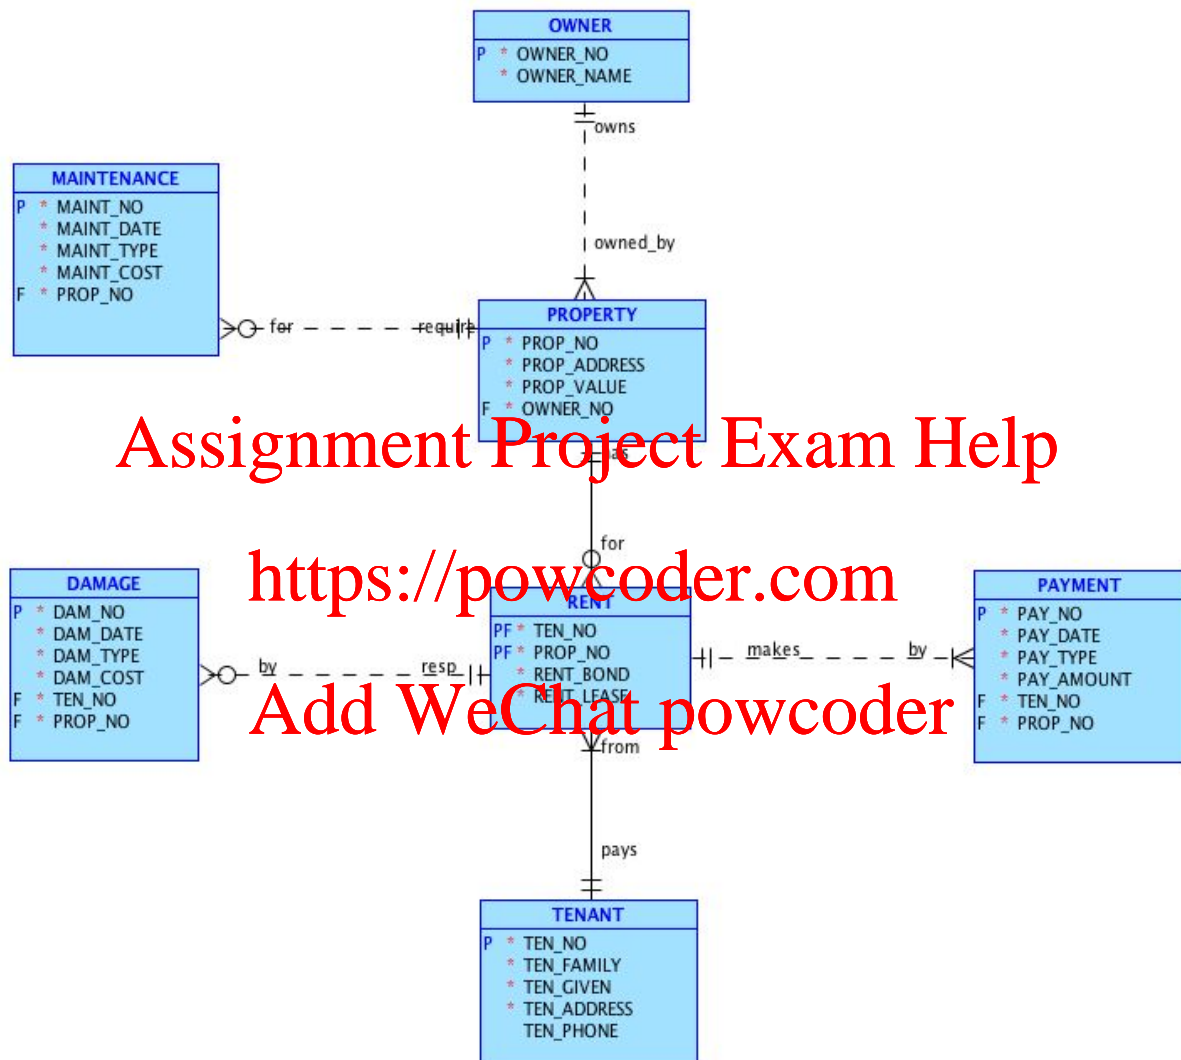 OWNER
P * OWNER_NO
* OWNER_NAME
owns
owned_by
MAINTENANCE
P * MAINT_NO
* MAINT_DATE
* MAINT_TYPE
* MAINT_COST
F * PROP_NO
for
require
PROPERTY
P * PROP_NO
* PROP_ADDRESS
* PROP_VALUE
F * OWNER_NO
Assignment Project Exam Help
for
https://powcoder.com
DAMAGE
P * DAM_NO
* DAM_DATE
* DAM_TYPE
* DAM_COST
F * TEN_NO
F * PROP_NO
by
resp
RENT
PF * TEN_NO
PF * PROP_NO
* RENT_BOND
* RENT_LEASE
makes
by
PAYMENT
P * PAY_NO
* PAY_DATE
* PAY_TYPE
* PAY_AMOUNT
F * TEN_NO
F * PROP_NO
Add WeChat powcoder
from
pays
TENANT
P * TEN_NO
* TEN_FAMILY
* TEN_GIVEN
* TEN_ADDRESS
TEN_PHONE